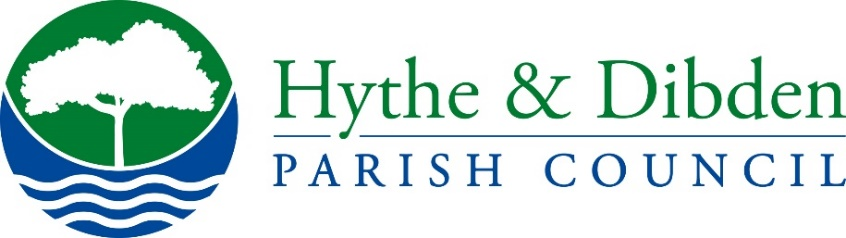 Hythe & Dibden
PARISH COUNCIL